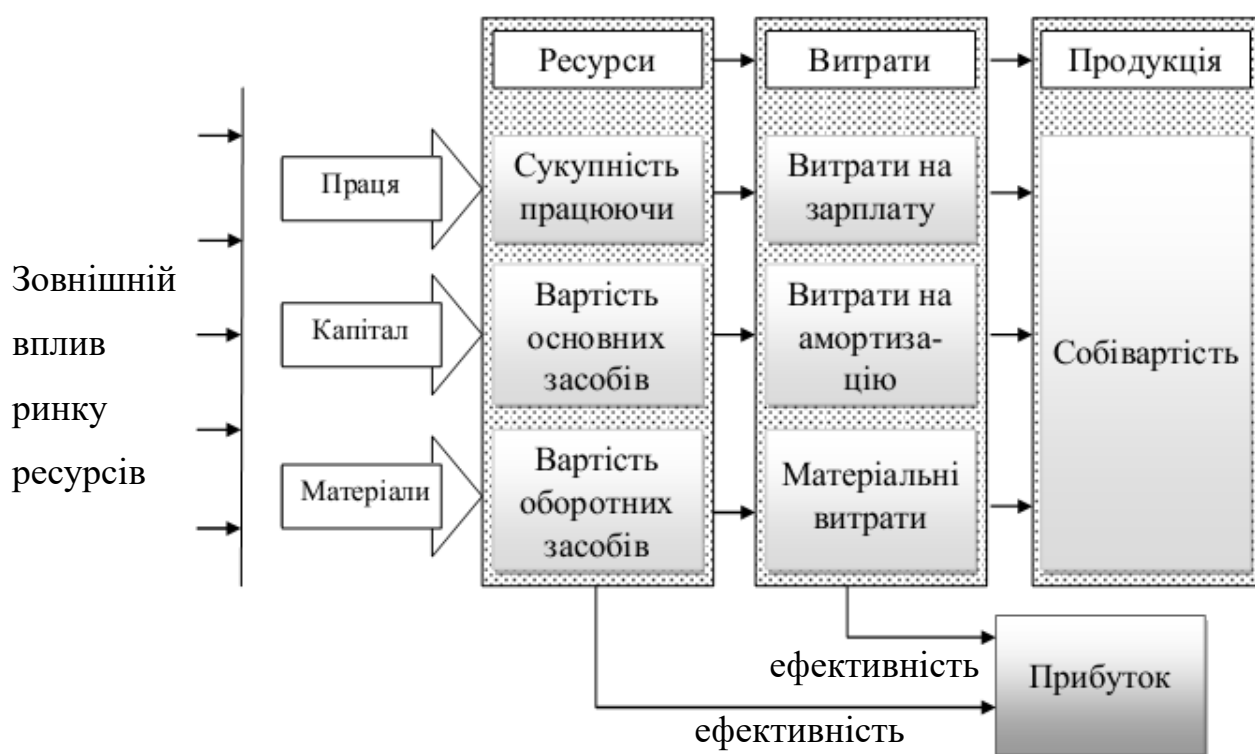 Ресурси
Витрати
Продукція
Зовнішній
вплив
ринку
ресурсів
Праця
Капітал
Матеріали
Сукупність
працюючи
Вартість
основних
засобів
Вартість
оборотних
засобів
Витрати на
зарплату
Витрати на
амортиза-
цію
Матеріальні
витрати
Собівартість
ефективність
ефективність
Прибуток